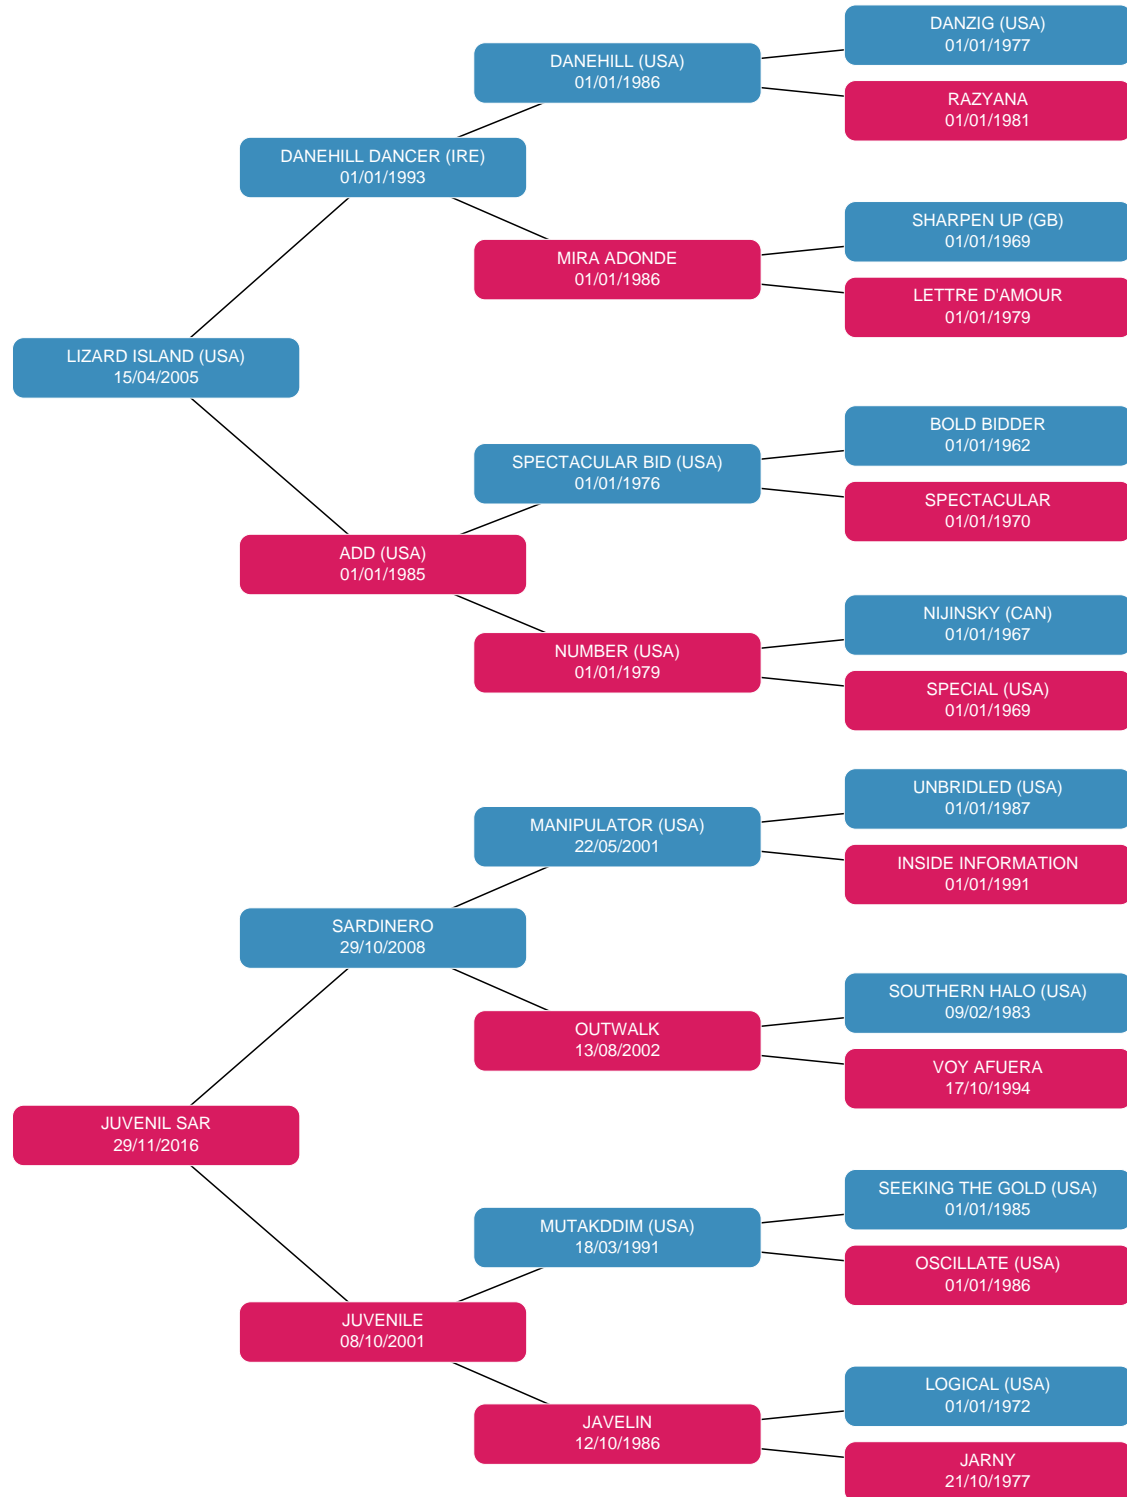 DANZIG (USA)
01/01/1977
DANEHILL (USA)
01/01/1986
RAZYANA
01/01/1981
DANEHILL DANCER (IRE)
01/01/1993
SHARPEN UP (GB)
01/01/1969
MIRA ADONDE
01/01/1986
LETTRE D'AMOUR
01/01/1979
LIZARD ISLAND (USA)
15/04/2005
BOLD BIDDER
01/01/1962
SPECTACULAR BID (USA)
01/01/1976
SPECTACULAR
01/01/1970
ADD (USA)
01/01/1985
NIJINSKY (CAN)
01/01/1967
NUMBER (USA)
01/01/1979
SPECIAL (USA)
01/01/1969
UNBRIDLED (USA)
01/01/1987
MANIPULATOR (USA)
22/05/2001
INSIDE INFORMATION
01/01/1991
SARDINERO
29/10/2008
SOUTHERN HALO (USA)
09/02/1983
OUTWALK
13/08/2002
VOY AFUERA
17/10/1994
JUVENIL SAR
29/11/2016
SEEKING THE GOLD (USA)
01/01/1985
MUTAKDDIM (USA)
18/03/1991
OSCILLATE (USA)
01/01/1986
JUVENILE
08/10/2001
LOGICAL (USA)
01/01/1972
JAVELIN
12/10/1986
JARNY
21/10/1977